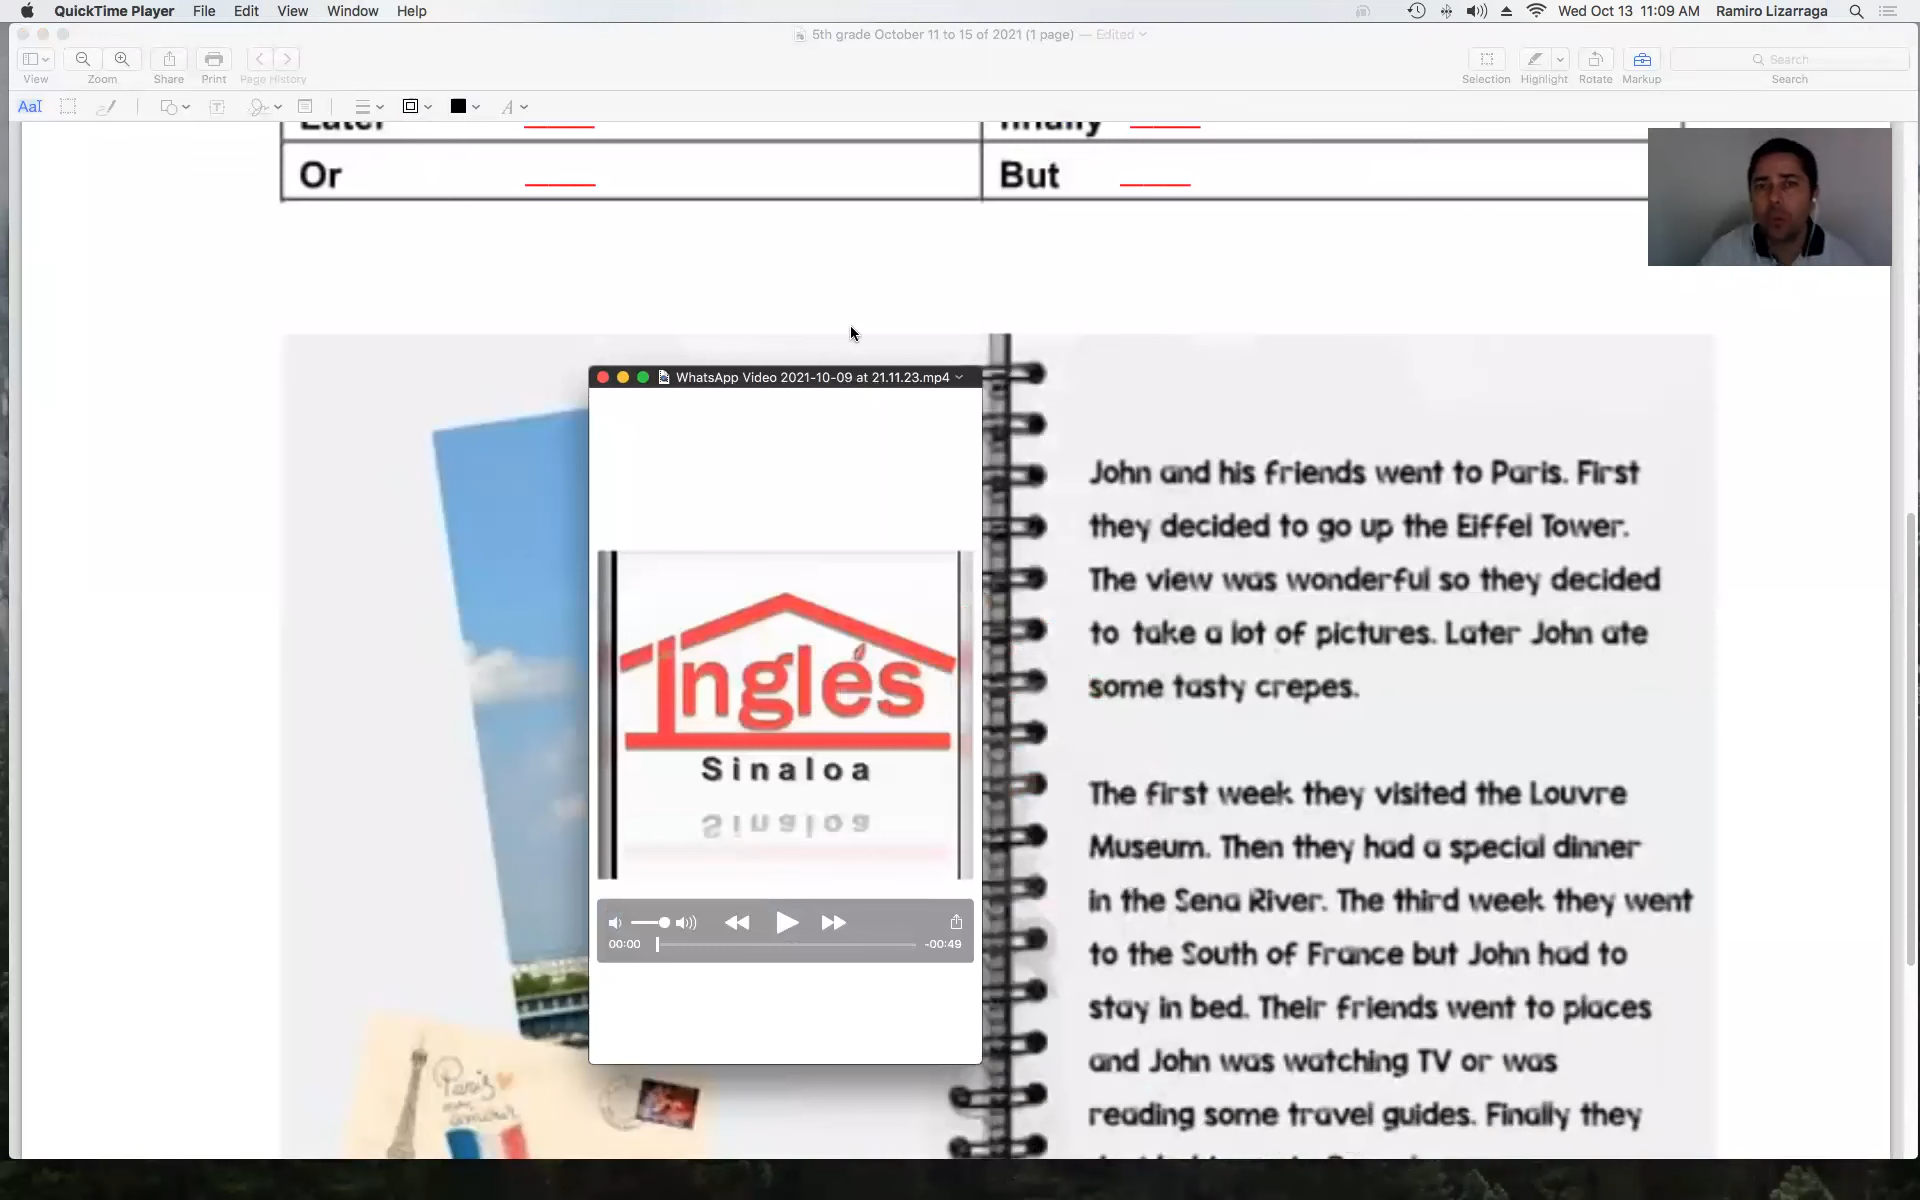 QuickTime Player File Edit View Window Help Wed Oct 13 11:09 AM Ramiro Lizarraga
5th grade October 11 to 15 of 2021 (1 page) — Edited
Search
View Zoom Share Print Page History Selection Highlight Rotate Markup Search
AaI T A
Later finally
Or But
WhatsApp Video 2021-10-09 at 21.11.23.mp4
Inglés
Sinaloa
Sinaloa
00:00 -00:49
Paris
amour
John and his friends went to Paris. First
they decided to go up the Eiffel Tower.
The view was wonderful so they decided
to take a lot of pictures. Later John ate
some tasty crepes.
The first week they visited the Louvre
Museum. Then they had a special dinner
in the Sena River. The third week they went
to the South of France but John had to
stay in bed. Their friends went to places
and John was watching TV or was
reading some travel guides. Finally they